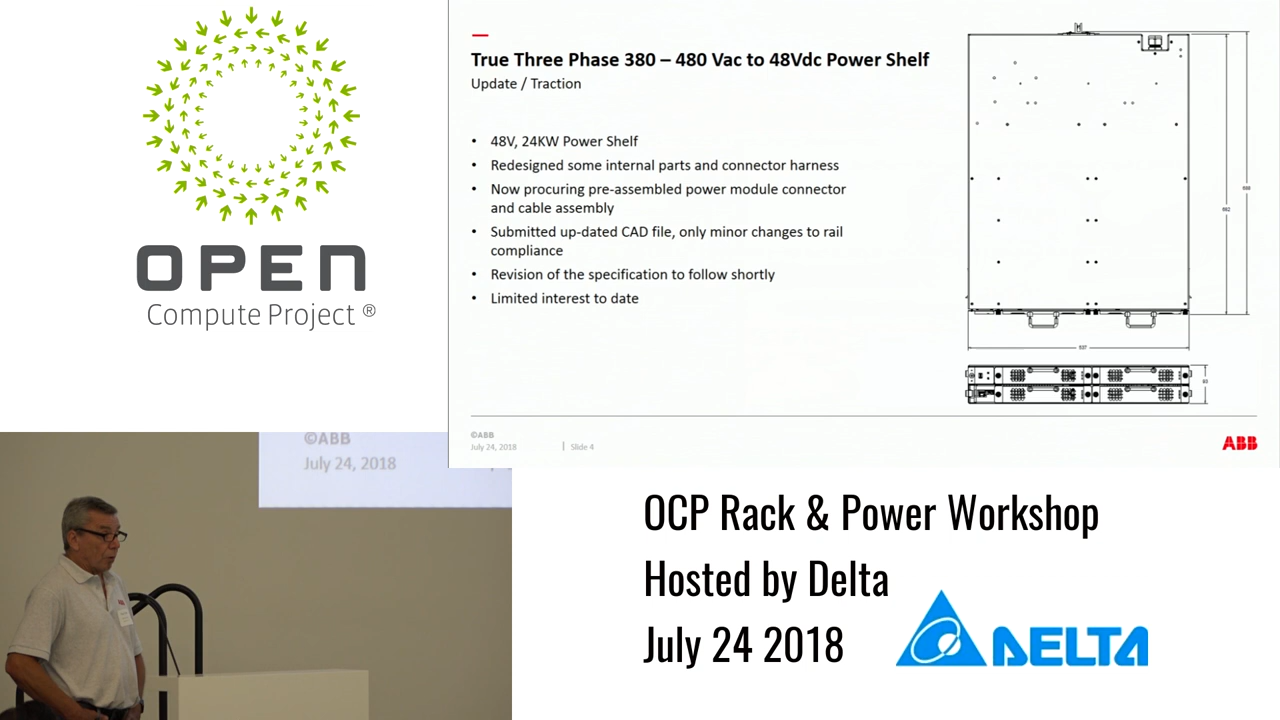 OPEN
Compute Project ®
True Three Phase 380 – 480 Vac to 48Vdc Power Shelf
Update / Traction
• 48V, 24KW Power Shelf
• Redesigned some internal parts and connector harness
• Now procuring pre-assembled power module connector
and cable assembly
• Submitted up-dated CAD file, only minor changes to rail
compliance
• Revision of the specification to follow shortly
• Limited interest to date
537
©ABB
July 24, 2018 | Slide 4
ABB
©ABB
July 24, 2018
OCP Rack & Power Workshop
Hosted by Delta
July 24 2018
DELTA